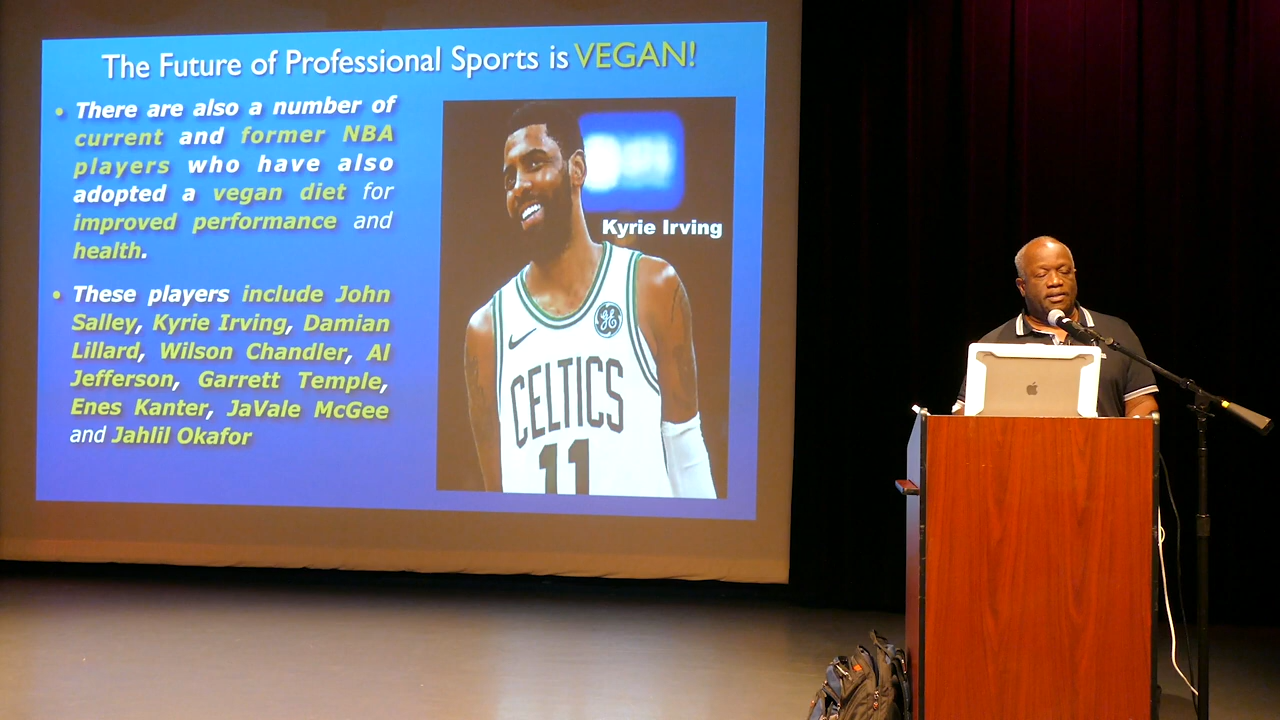 The Future of Professional Sports is VEGAN!
• There are also a number of
current and former NBA
players who have also
adopted a vegan diet for
improved performance and
health.
• These players include John
Salley, Kyrie Irving, Damian
Lillard, Wilson Chandler, Al
Jefferson, Garrett Temple,
Enes Kanter, JaVale McGee
and Jahlil Okafor
Kyrie Irving
GE
CELTICS
11